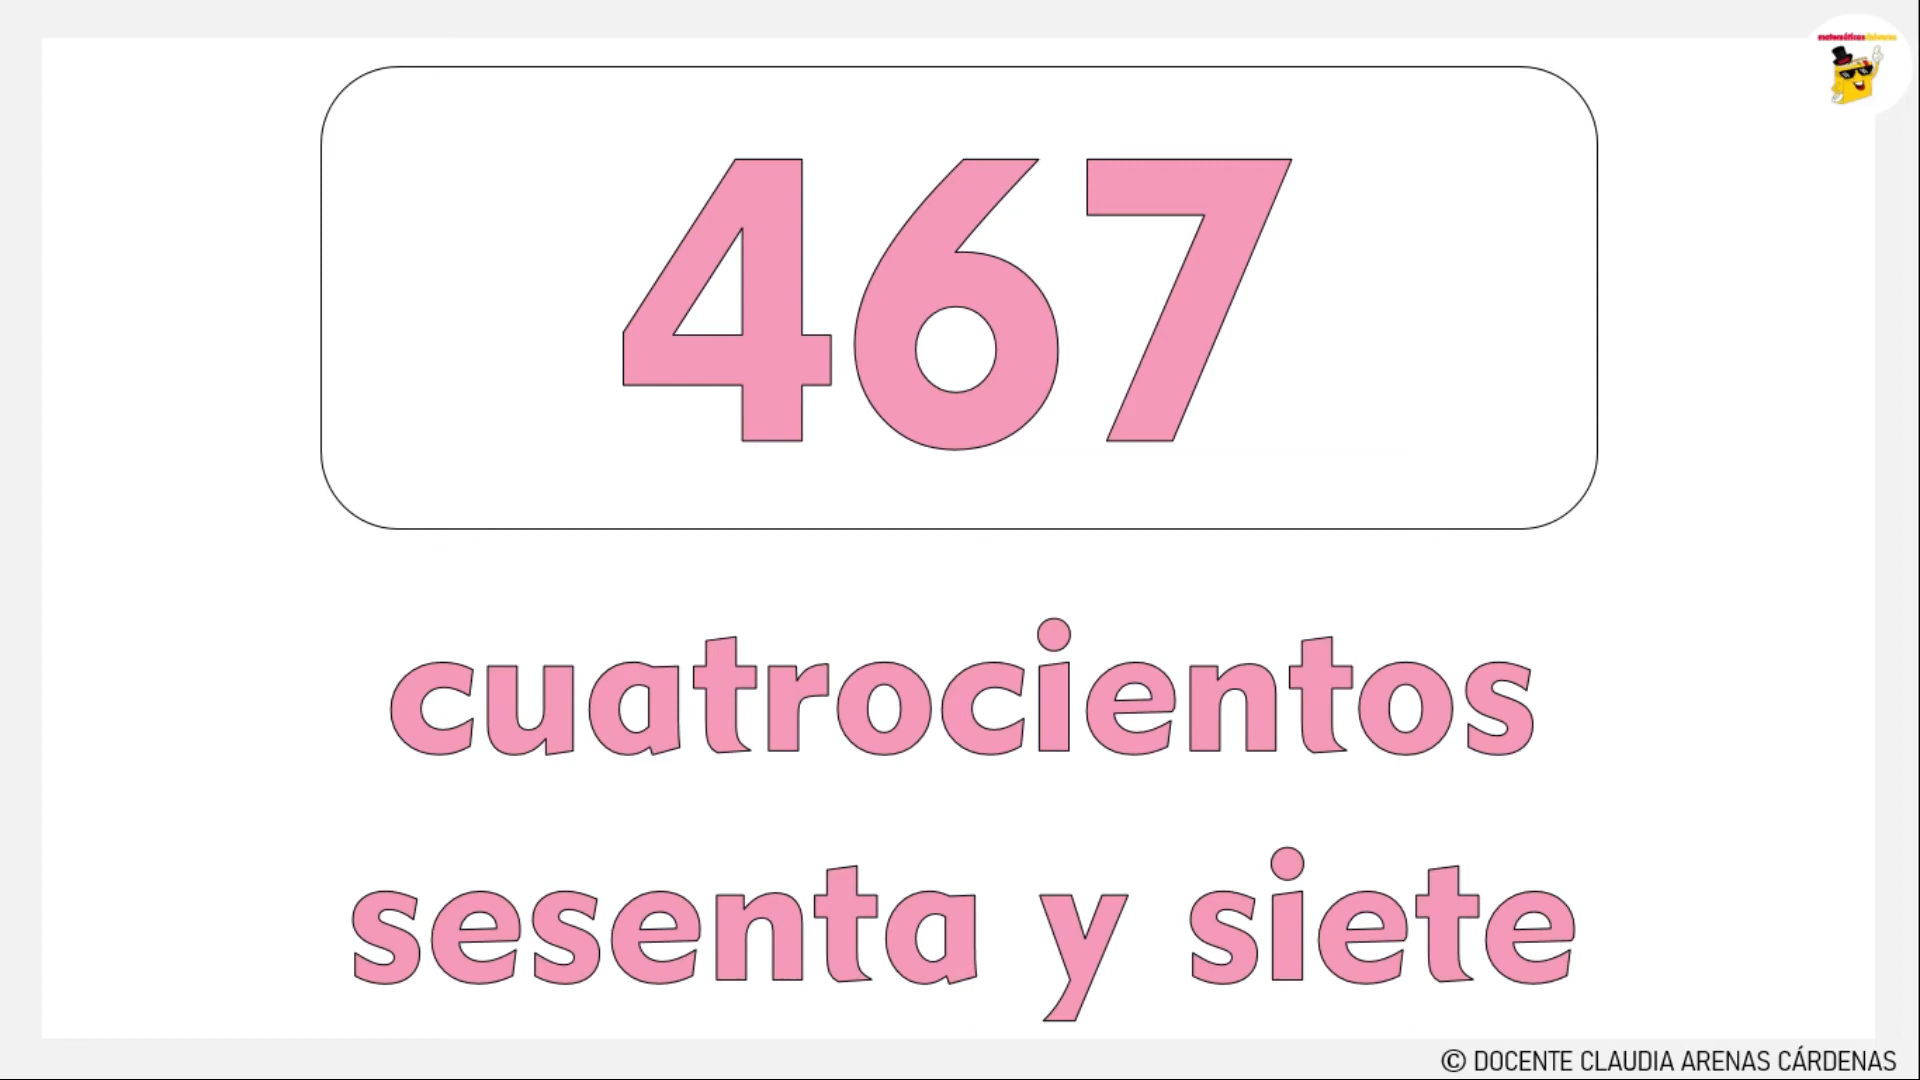 467
cuatrocientos
sesenta y siete
© DOCENTE CLAUDIA ARENAS CÁRDENAS